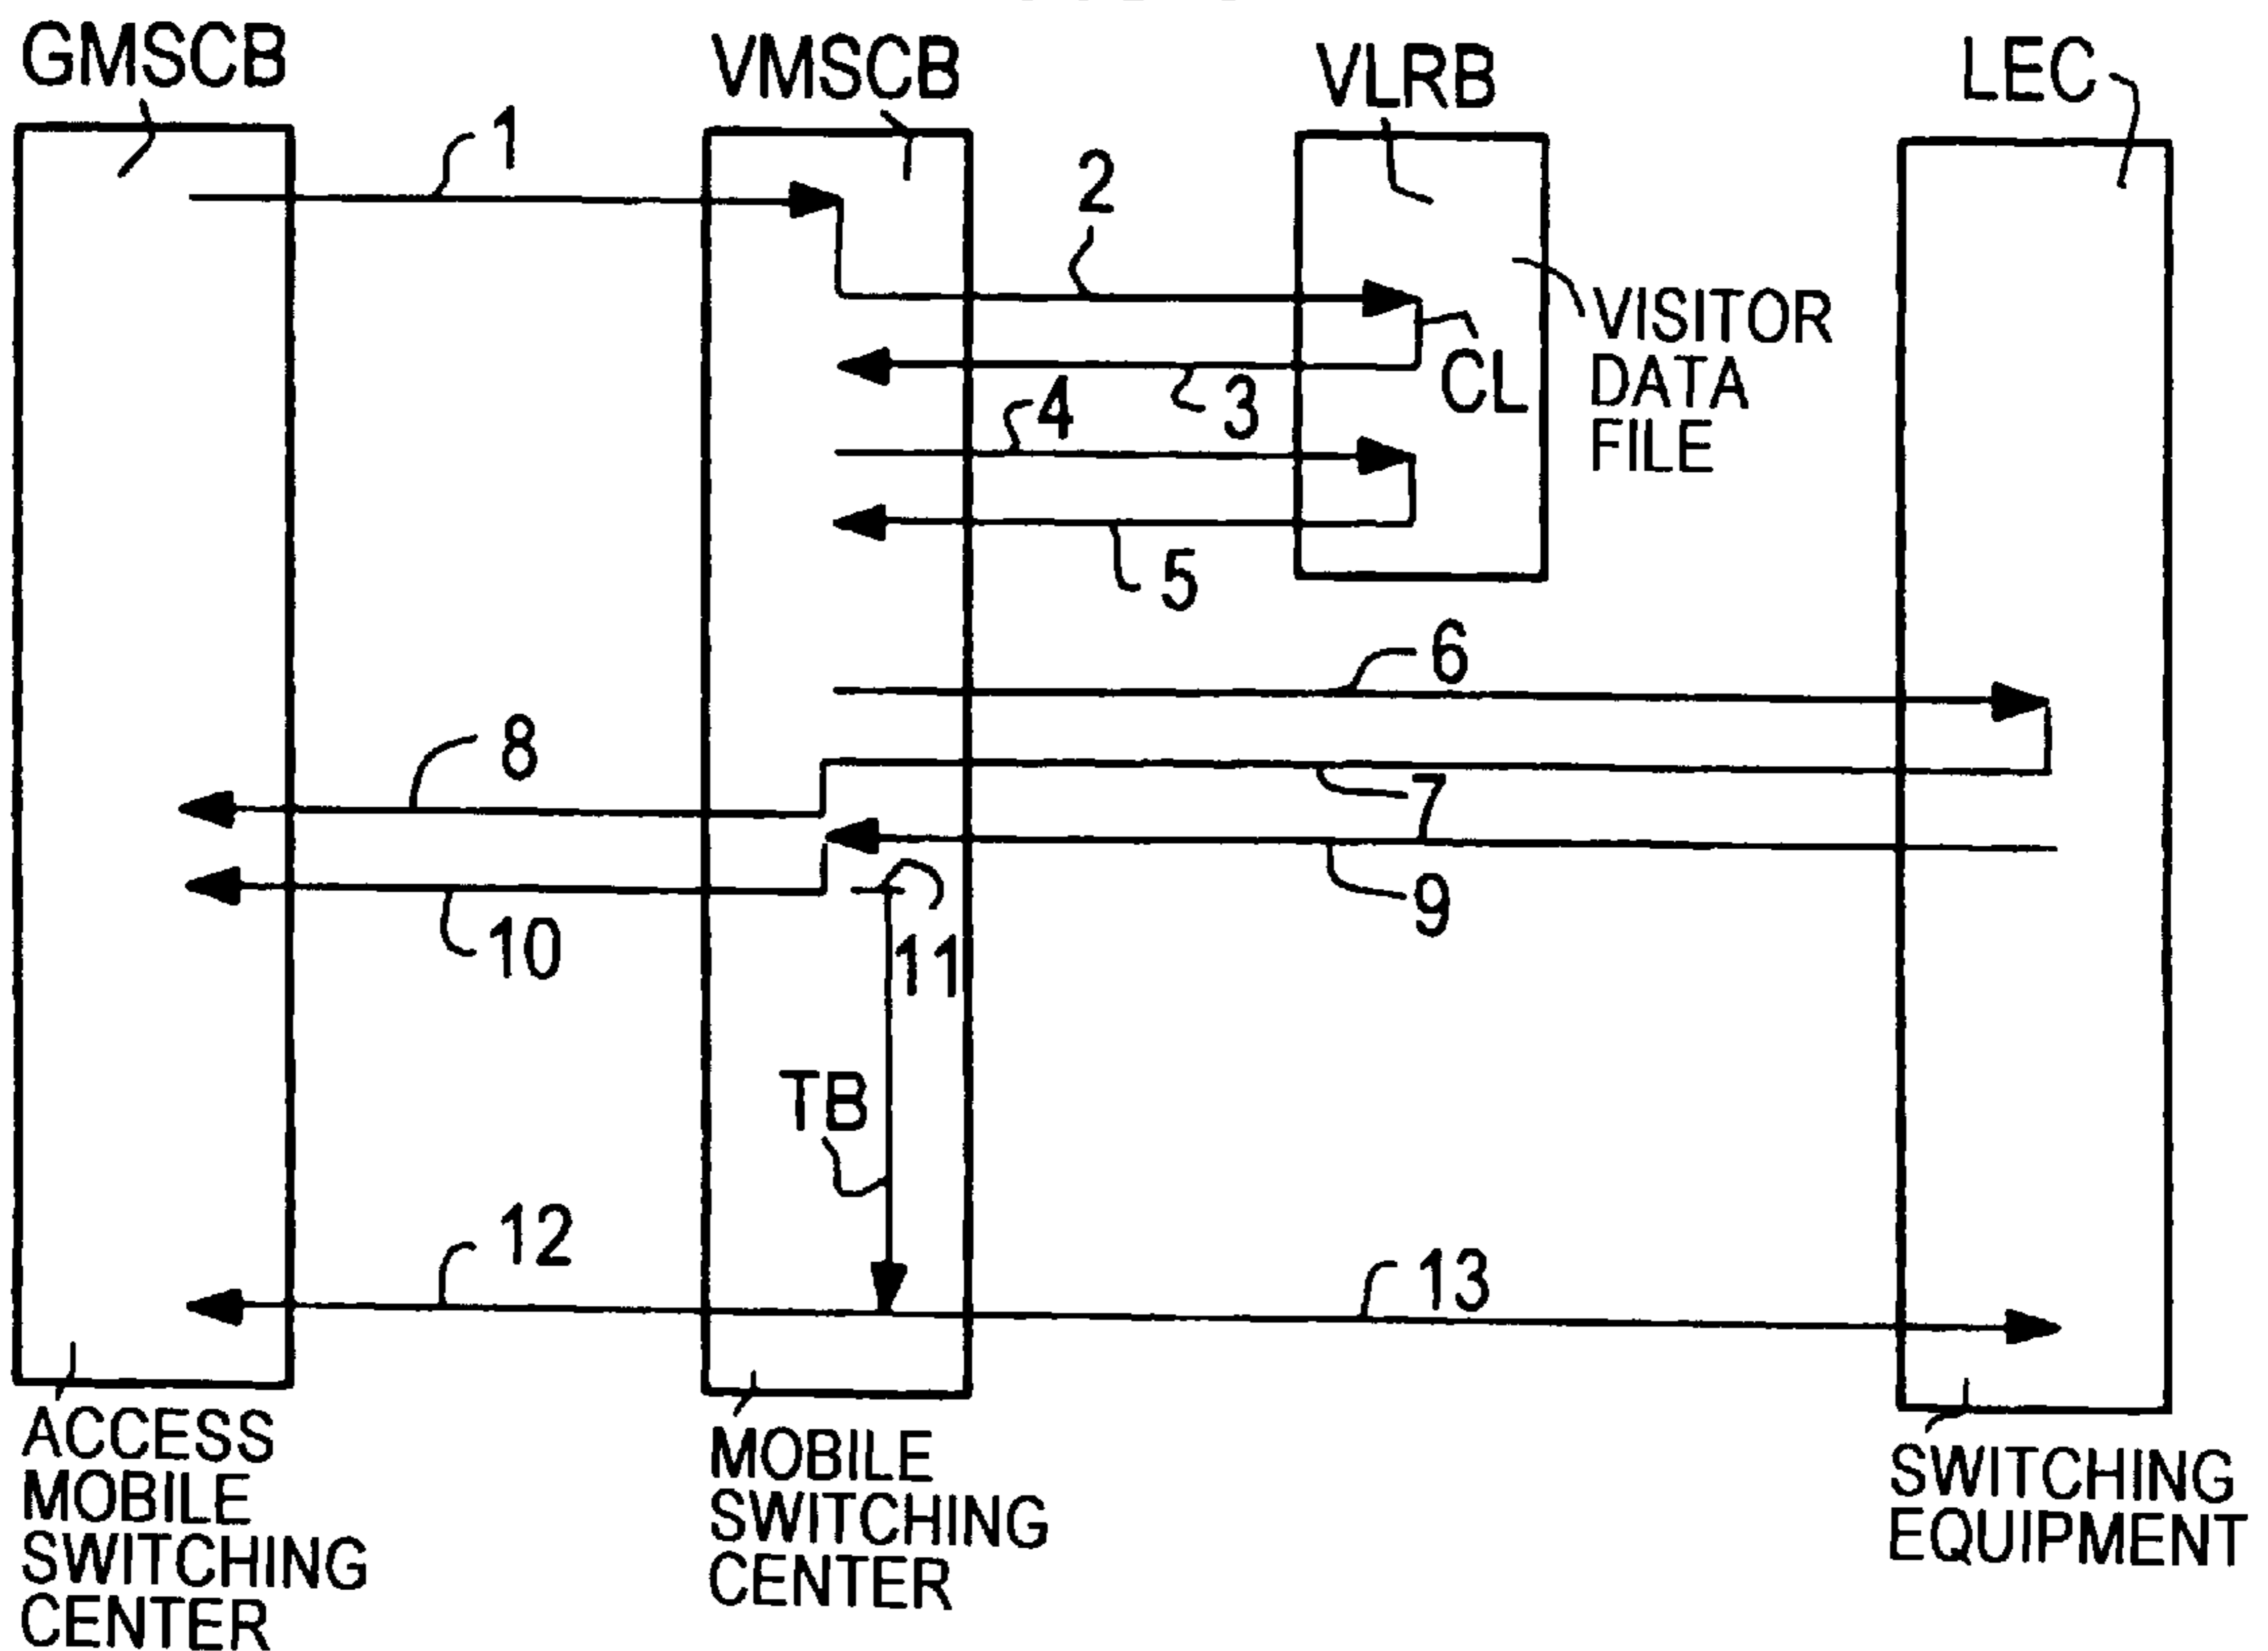 GMSCB
VMSCB
VLRB
LEC
1
2
VISITOR
DATA
FILE
CL
3
4
5
6
8
7
9
10
11
TB
12
13
ACCESS
MOBILE
SWITCHING
CENTER
MOBILE
SWITCHING
CENTER
SWITCHING
EQUIPMENT